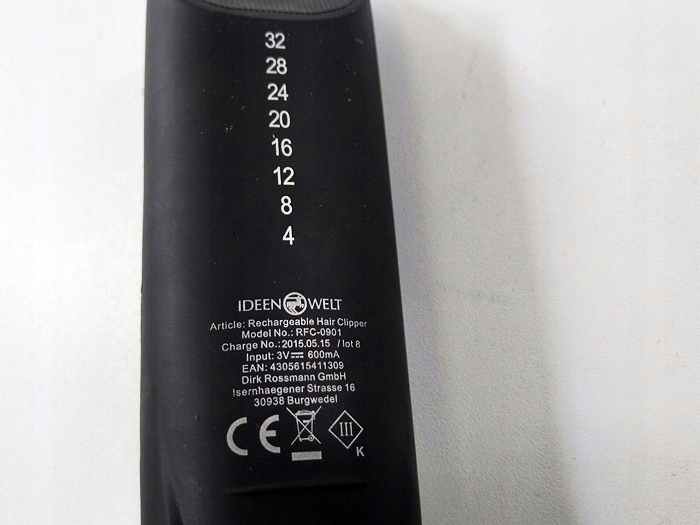 32
28
24
20
16
12
8
4
IDEEN WELT
Article: Rechargeable Hair Clipper
Model No.: RFC-0901
Charge No.: 2015.05.15 / lot 8
Input: 3V⎓ 600mA
EAN: 4305615411309
Dirk Rossmann GmbH
Isernhaegener Strasse 16
30938 Burgwedel
CE III
K